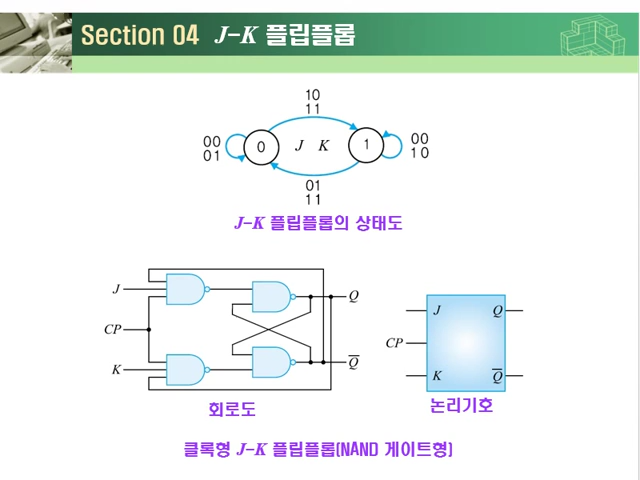 Section 04 J-K 플립플롭
10
11
00
01
0
J K
1
00
10
01
11
J-K 플립플롭의 상태도
J
CP
K
Q
Q̅
회로도
J
CP
K
Q
Q̅
논리기호
클록형 J-K 플립플롭(NAND 게이트형)